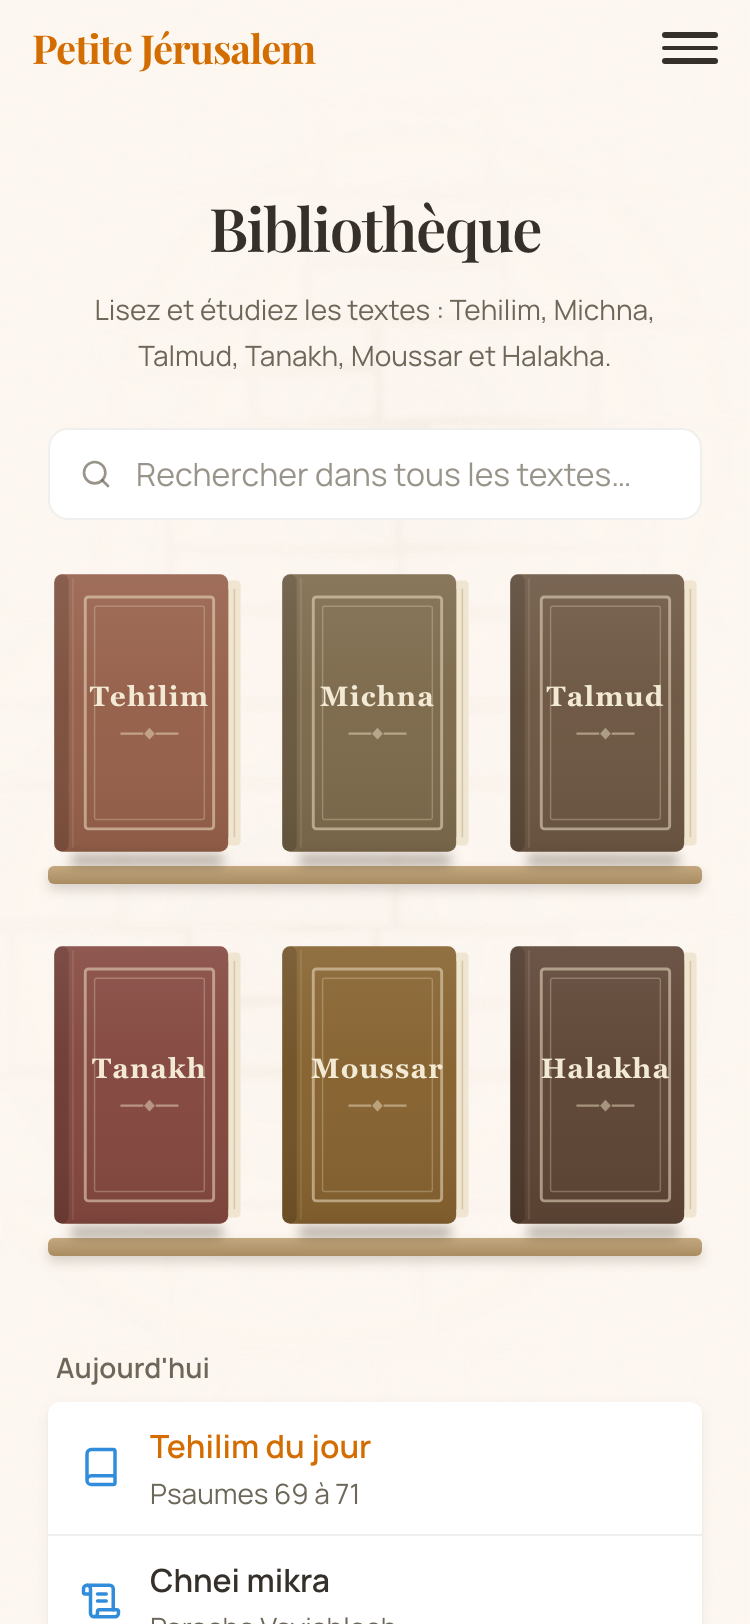 Petite Jérusalem
Bibliothèque
Lisez et étudiez les textes : Tehilim, Michna,
Talmud, Tanakh, Moussar et Halakha.
Rechercher dans tous les textes...
Tehilim
Michna
Talmud
Tanakh
Moussar
Halakha
Aujourd'hui
Tehilim du jour
Psaumes 69 à 71
Chnei mikra